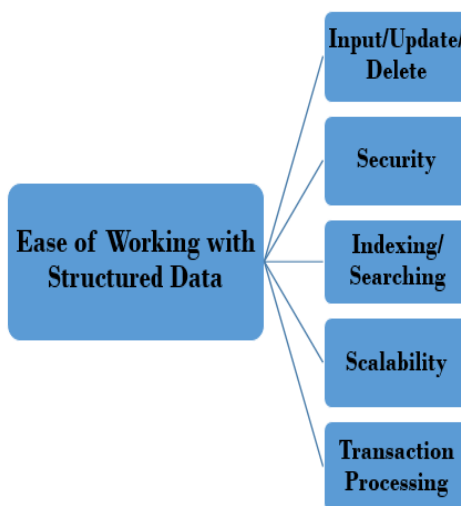 Input/Update/
Delete
Security
Ease of Working with
Structured Data
Indexing/
Searching
Scalability
Transaction
Processing